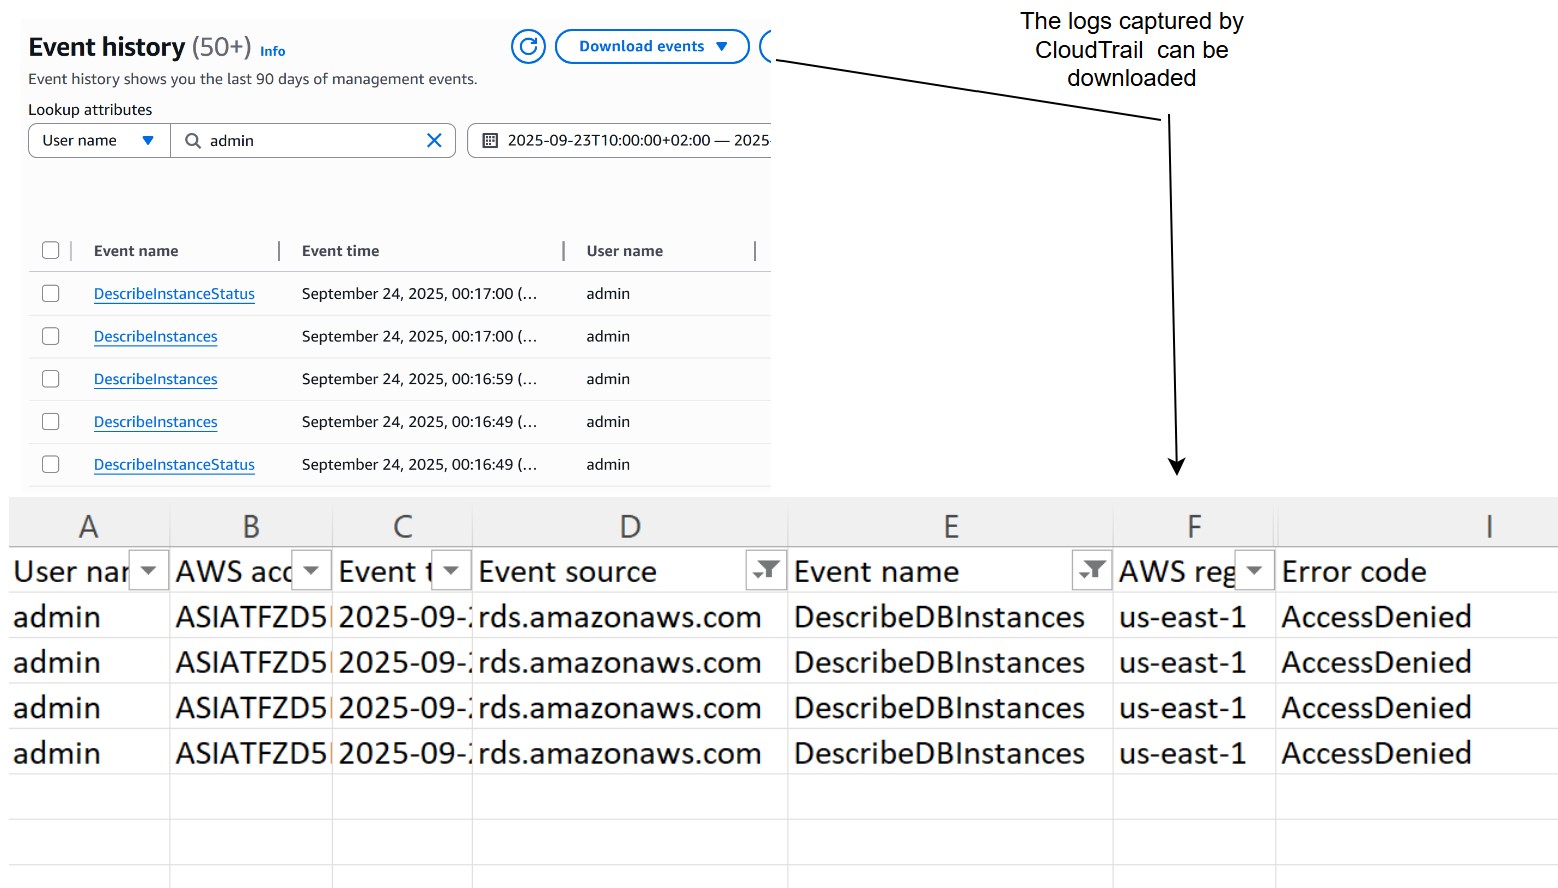 Event history (50+) Info
Download events
Event history shows you the last 90 days of management events.
Lookup attributes
User name admin 2025-09-23T10:00:00+02:00 — 2025-
Event name Event time User name
DescribeInstanceStatus September 24, 2025, 00:17:00 (... admin
DescribeInstances September 24, 2025, 00:17:00 (... admin
DescribeInstances September 24, 2025, 00:16:59 (... admin
DescribeInstances September 24, 2025, 00:16:49 (... admin
DescribeInstanceStatus September 24, 2025, 00:16:49 (... admin
The logs captured by
CloudTrail can be
downloaded
A B C D E F I
User nar AWS acc Event t Event source Event name AWS reg Error code
admin ASIATFZD5 2025-09- rds.amazonaws.com DescribeDBInstances us-east-1 AccessDenied
admin ASIATFZD5 2025-09- rds.amazonaws.com DescribeDBInstances us-east-1 AccessDenied
admin ASIATFZD5 2025-09- rds.amazonaws.com DescribeDBInstances us-east-1 AccessDenied
admin ASIATFZD5 2025-09- rds.amazonaws.com DescribeDBInstances us-east-1 AccessDenied